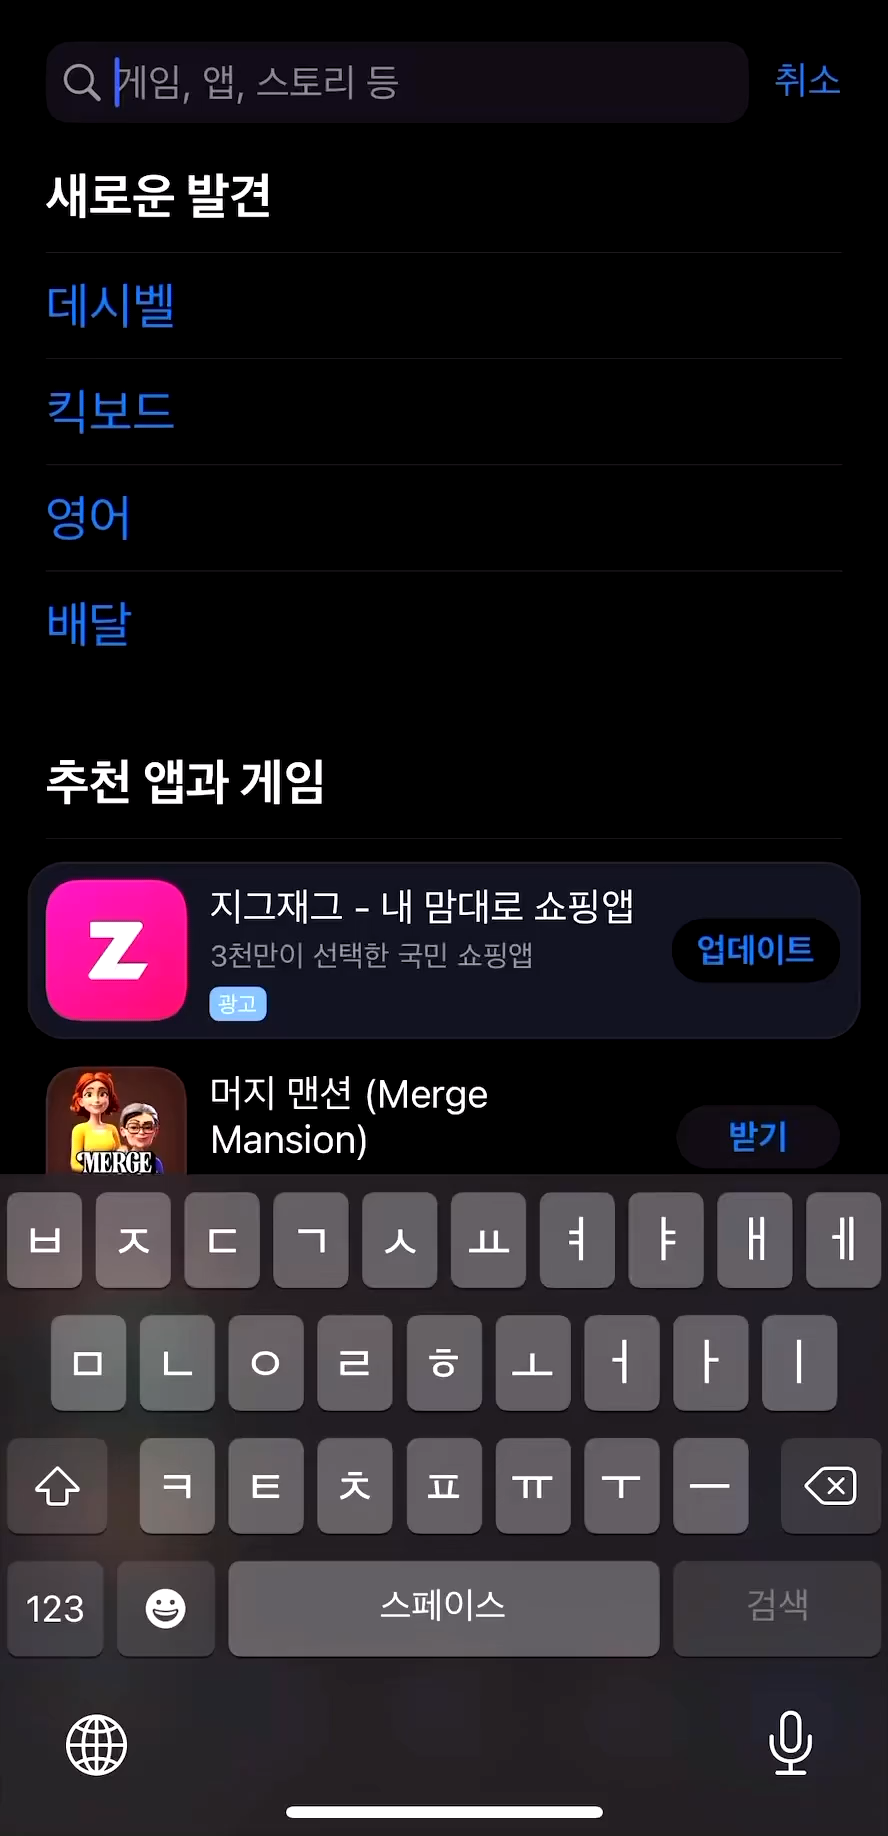 게임, 앱, 스토리 등
취소
새로운 발견
데시벨
킥보드
영어
배달
추천 앱과 게임
Z
지그재그 - 내 맘대로 쇼핑앱
3천만이 선택한 국민 쇼핑앱
광고
업데이트
머지 맨션 (Merge
Mansion)
받기
MERGE
ㅂ ㅈ ㄷ ㄱ ㅅ ㅛ ㅕ ㅑ ㅐ ㅔ
ㅁ ㄴ ㅇ ㄹ ㅎ ㅗ ㅓ ㅏ ㅣ
ㅋ ㅌ ㅊ ㅍ ㅠ ㅜ ㅡ
123 스페이스 검색